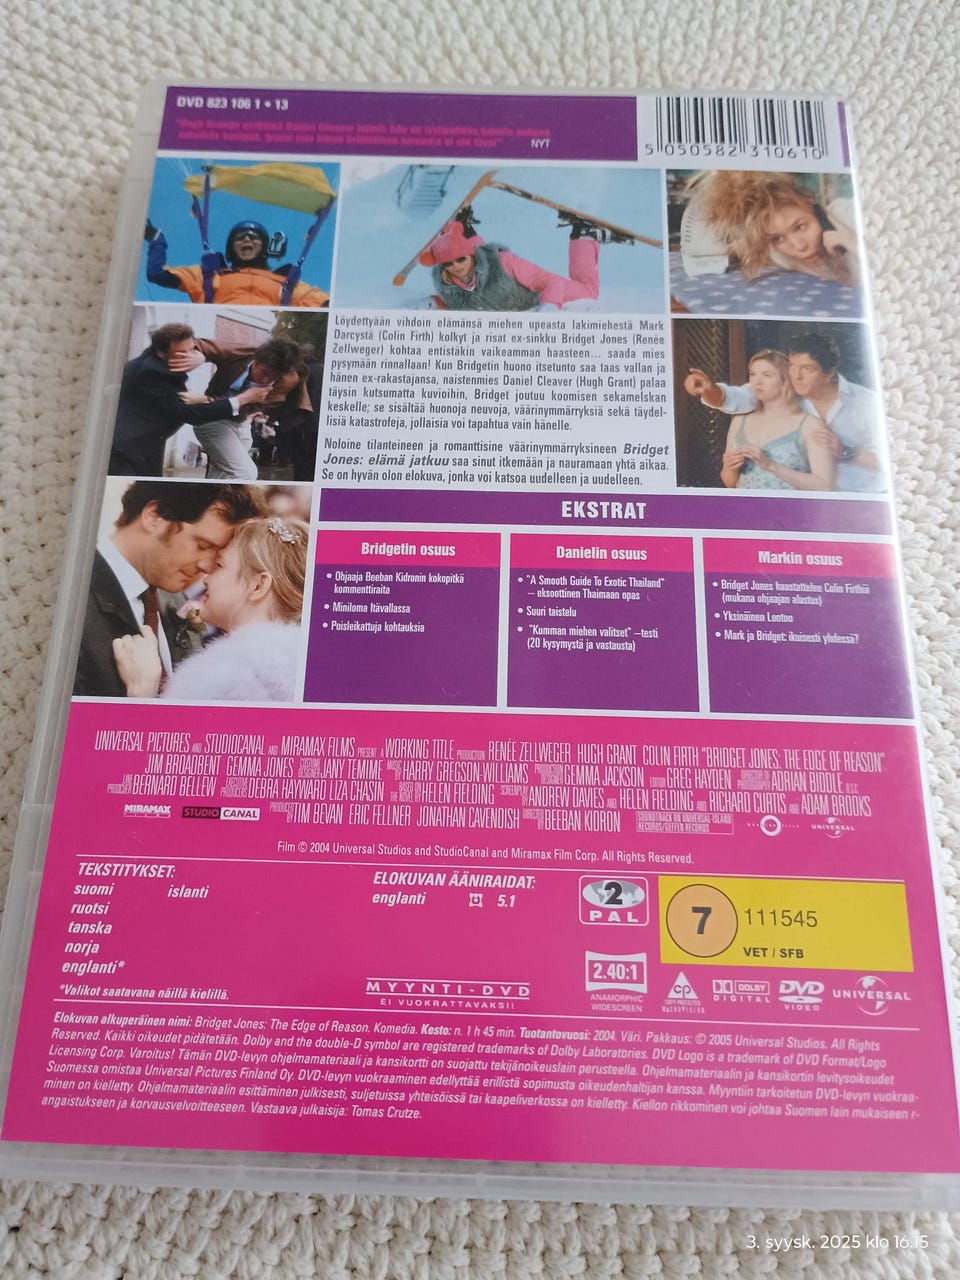 DVD 823 106 1 • 13
NYT
5 050582 310610
Löydettyään vihdoin elämänsä miehen upeasta lakimiehestä Mark
Darcystä (Colin Firth) kolkyt ja risat ex-sinkku Bridget Jones (Renée
Zellweger) kohtaa entistäkin vaikeamman haasteen... saada mies
pysymään rinnallaan! Kun Bridgetin huono itsetunto saa taas vallan ja
hänen ex-rakastajansa, naistenmies Daniel Cleaver (Hugh Grant) palaa
täysin kutsumatta kuvioihin, Bridget joutuu koomisen sekamelskan
keskelle; se sisältää huonoja neuvoja, väärinymmärryksiä sekä täydel-
lisiä katastrofeja, jollaisia voi tapahtua vain hänelle.
Noloine tilanteineen ja romanttisine väärinymmärryksineen Bridget
Jones: elämä jatkuu saa sinut itkemään ja nauramaan yhtä aikaa.
Se on hyvän olon elokuva, jonka voi katsoa uudelleen ja uudelleen.
EKSTRAT
Bridgetin osuus
• Ohjaaja Beeban Kidronin kokopitkä
kommenttiraita
• Miniloma Itävallassa
• Poisleikattuja kohtauksia
Danielin osuus
• "A Smooth Guide To Exotic Thailand"
– eksoottinen Thaimaan opas
• Suuri taistelu
• "Kumman miehen valitset" –testi
(20 kysymystä ja vastausta)
Markin osuus
• Bridget Jones haastattelee Colin Firthiä
(mukana ohjaajan alustus)
• Yksinäinen Lontoo
• Mark ja Bridget: ikuisesti yhdessä?
UNIVERSAL PICTURES AND STUDIOCANAL AND MIRAMAX FILMS PRESENT A WORKING TITLE PRODUCTION RENÉE ZELLWEGER HUGH GRANT COLIN FIRTH "BRIDGET JONES: THE EDGE OF REASON"
JIM BROADBENT GEMMA JONES COSTUME DESIGNER JANY TEMIME MUSIC BY HARRY GREGSON-WILLIAMS PRODUCTION DESIGNER GEMMA JACKSON EDITOR GREG HAYDEN DIRECTOR OF PHOTOGRAPHY ADRIAN BIDDLE B.S.C.
LINE PRODUCER BERNARD BELLEW EXECUTIVE PRODUCERS DEBRA HAYWARD LIZA CHASIN BASED ON THE NOVEL BY HELEN FIELDING SCREENPLAY BY ANDREW DAVIES AND HELEN FIELDING AND RICHARD CURTIS AND ADAM BROOKS
MIRAMAX STUDIO CANAL PRODUCED BY TIM BEVAN ERIC FELLNER JONATHAN CAVENDISH DIRECTED BY BEEBAN KIDRON SOUNDTRACK ON UNIVERSAL-ISLAND RECORDS/GEFFEN RECORDS UNIVERSAL
Film © 2004 Universal Studios and StudioCanal and Miramax Film Corp. All Rights Reserved.
TEKSTITYKSET:
suomi islanti
ruotsi
tanska
norja
englanti*
*Valikot saatavana näillä kielillä.
ELOKUVAN ÄÄNIRAIDAT:
englanti 5.1
MYYNTI-DVD
EI VUOKRATTAVAKSI!
2
PAL
7 111545
VET / SFB
2.40:1
ANAMORPHIC
WIDESCREEN
CP
COPY PROTECTED
MACROVISION
DOLBY
DIGITAL
DVD
VIDEO
UNIVERSAL
Elokuvan alkuperäinen nimi: Bridget Jones: The Edge of Reason. Komedia. Kesto: n. 1 h 45 min. Tuotantovuosi: 2004. Väri. Pakkaus: © 2005 Universal Studios. All Rights
Reserved. Kaikki oikeudet pidätetään. Dolby and the double-D symbol are registered trademarks of Dolby Laboratories. DVD Logo is a trademark of DVD Format/Logo
Licensing Corp. Varoitus! Tämän DVD-levyn ohjelmamateriaali ja kansikortti on suojattu tekijänoikeuslain perusteella. Ohjelmamateriaalin ja kansikortin levitysoikeudet
Suomessa omistaa Universal Pictures Finland Oy. DVD-levyn vuokraaminen edellyttää erillistä sopimusta oikeudenhaltijan kanssa. Myyntiin tarkoitetun DVD-levyn vuokraa-
minen on kielletty. Ohjelmamateriaalin esittäminen julkisesti, suljetuissa yhteisöissä tai kaapeliverkossa on kielletty. Kiellon rikkominen voi johtaa Suomen lain mukaiseen r-
angaistukseen ja korvausvelvoitteeseen. Vastaava julkaisija: Tomas Crutze.
3. syysk. 2025 klo 16.15